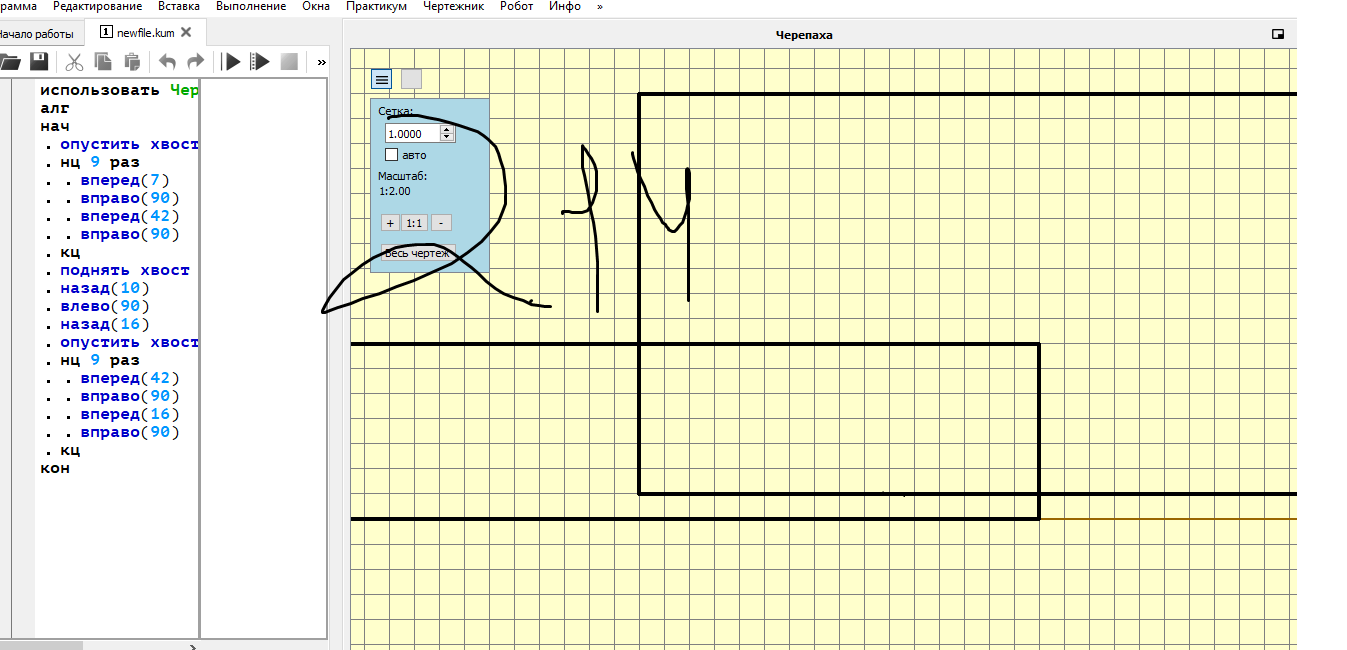 рамма Редактирование Вставка Выполнение Окна Практикум Чертежник Робот Инфо »
Начало работы 1 newfile.kum
»
использовать Чер
алг
нач
. опустить хвост
. нц 9 раз
. . вперед(7)
. . вправо(90)
. . вперед(42)
. . вправо(90)
. кц
. поднять хвост
. назад(10)
. влево(90)
. назад(16)
. опустить хвост
. нц 9 раз
. . вперед(42)
. . вправо(90)
. . вперед(16)
. . вправо(90)
. кц
кон
Черепаха
Сетка:
1.0000
авто
Масштаб:
1:2.00
+ 1:1 -
Весь чертеж